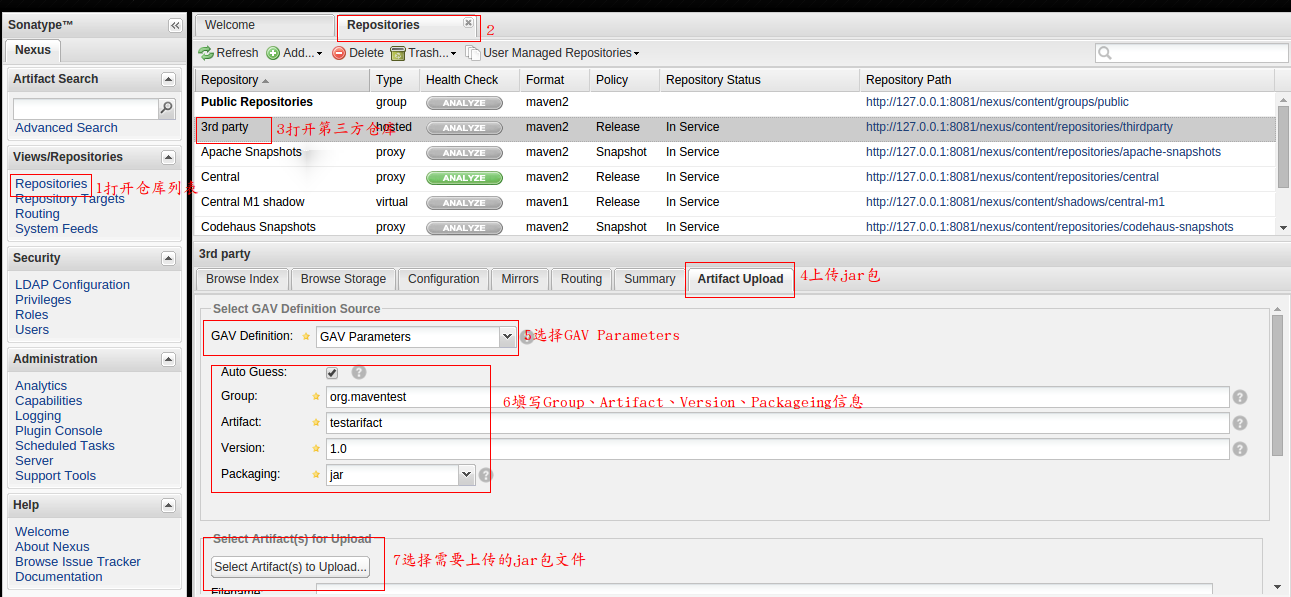 Sonatype™
Nexus
Artifact Search
Advanced Search
Views/Repositories
Repositories
1打开仓库列表
Repository Targets
Routing
System Feeds
Security
LDAP Configuration
Privileges
Roles
Users
Administration
Analytics
Capabilities
Logging
Plugin Console
Scheduled Tasks
Server
Support Tools
Help
Welcome
About Nexus
Browse Issue Tracker
Documentation
Welcome Repositories 2
Refresh Add... Delete Trash... User Managed Repositories
Repository Type Health Check Format Policy Repository Status Repository Path
Public Repositories group ANALYZE maven2 http://127.0.0.1:8081/nexus/content/groups/public
3rd party 3打开第三方仓库 hosted ANALYZE maven2 Release In Service http://127.0.0.1:8081/nexus/content/repositories/thirdparty
Apache Snapshots proxy ANALYZE maven2 Snapshot In Service http://127.0.0.1:8081/nexus/content/repositories/apache-snapshots
Central proxy ANALYZE maven2 Release In Service http://127.0.0.1:8081/nexus/content/repositories/central
Central M1 shadow virtual ANALYZE maven1 Release In Service http://127.0.0.1:8081/nexus/content/shadows/central-m1
Codehaus Snapshots proxy ANALYZE maven2 Snapshot In Service http://127.0.0.1:8081/nexus/content/repositories/codehaus-snapshots
3rd party
Browse Index Browse Storage Configuration Mirrors Routing Summary Artifact Upload 4上传jar包
Select GAV Definition Source
GAV Definition: GAV Parameters 5选择GAV Parameters
Auto Guess:
Group: org.maventest 6填写Group、Artifact、Version、Packageing信息
Artifact: testarifact
Version: 1.0
Packaging: jar
Select Artifact(s) for Upload
Select Artifact(s) to Upload... 7选择需要上传的jar包文件
Filename: